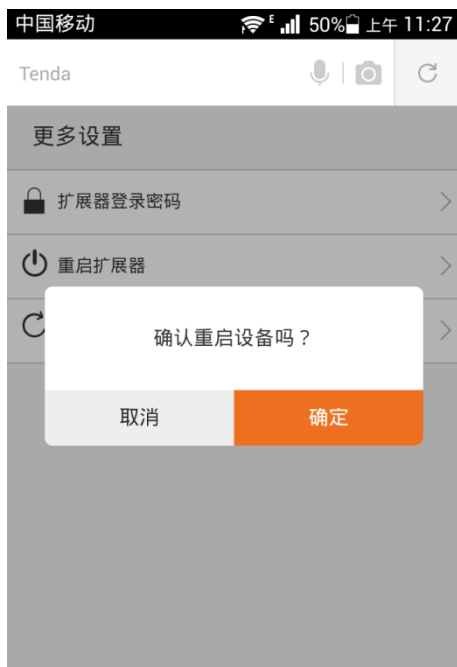 中国移动 E 50% 上午 11:27
Tenda
更多设置
扩展器登录密码
重启扩展器
确认重启设备吗？
取消 确定